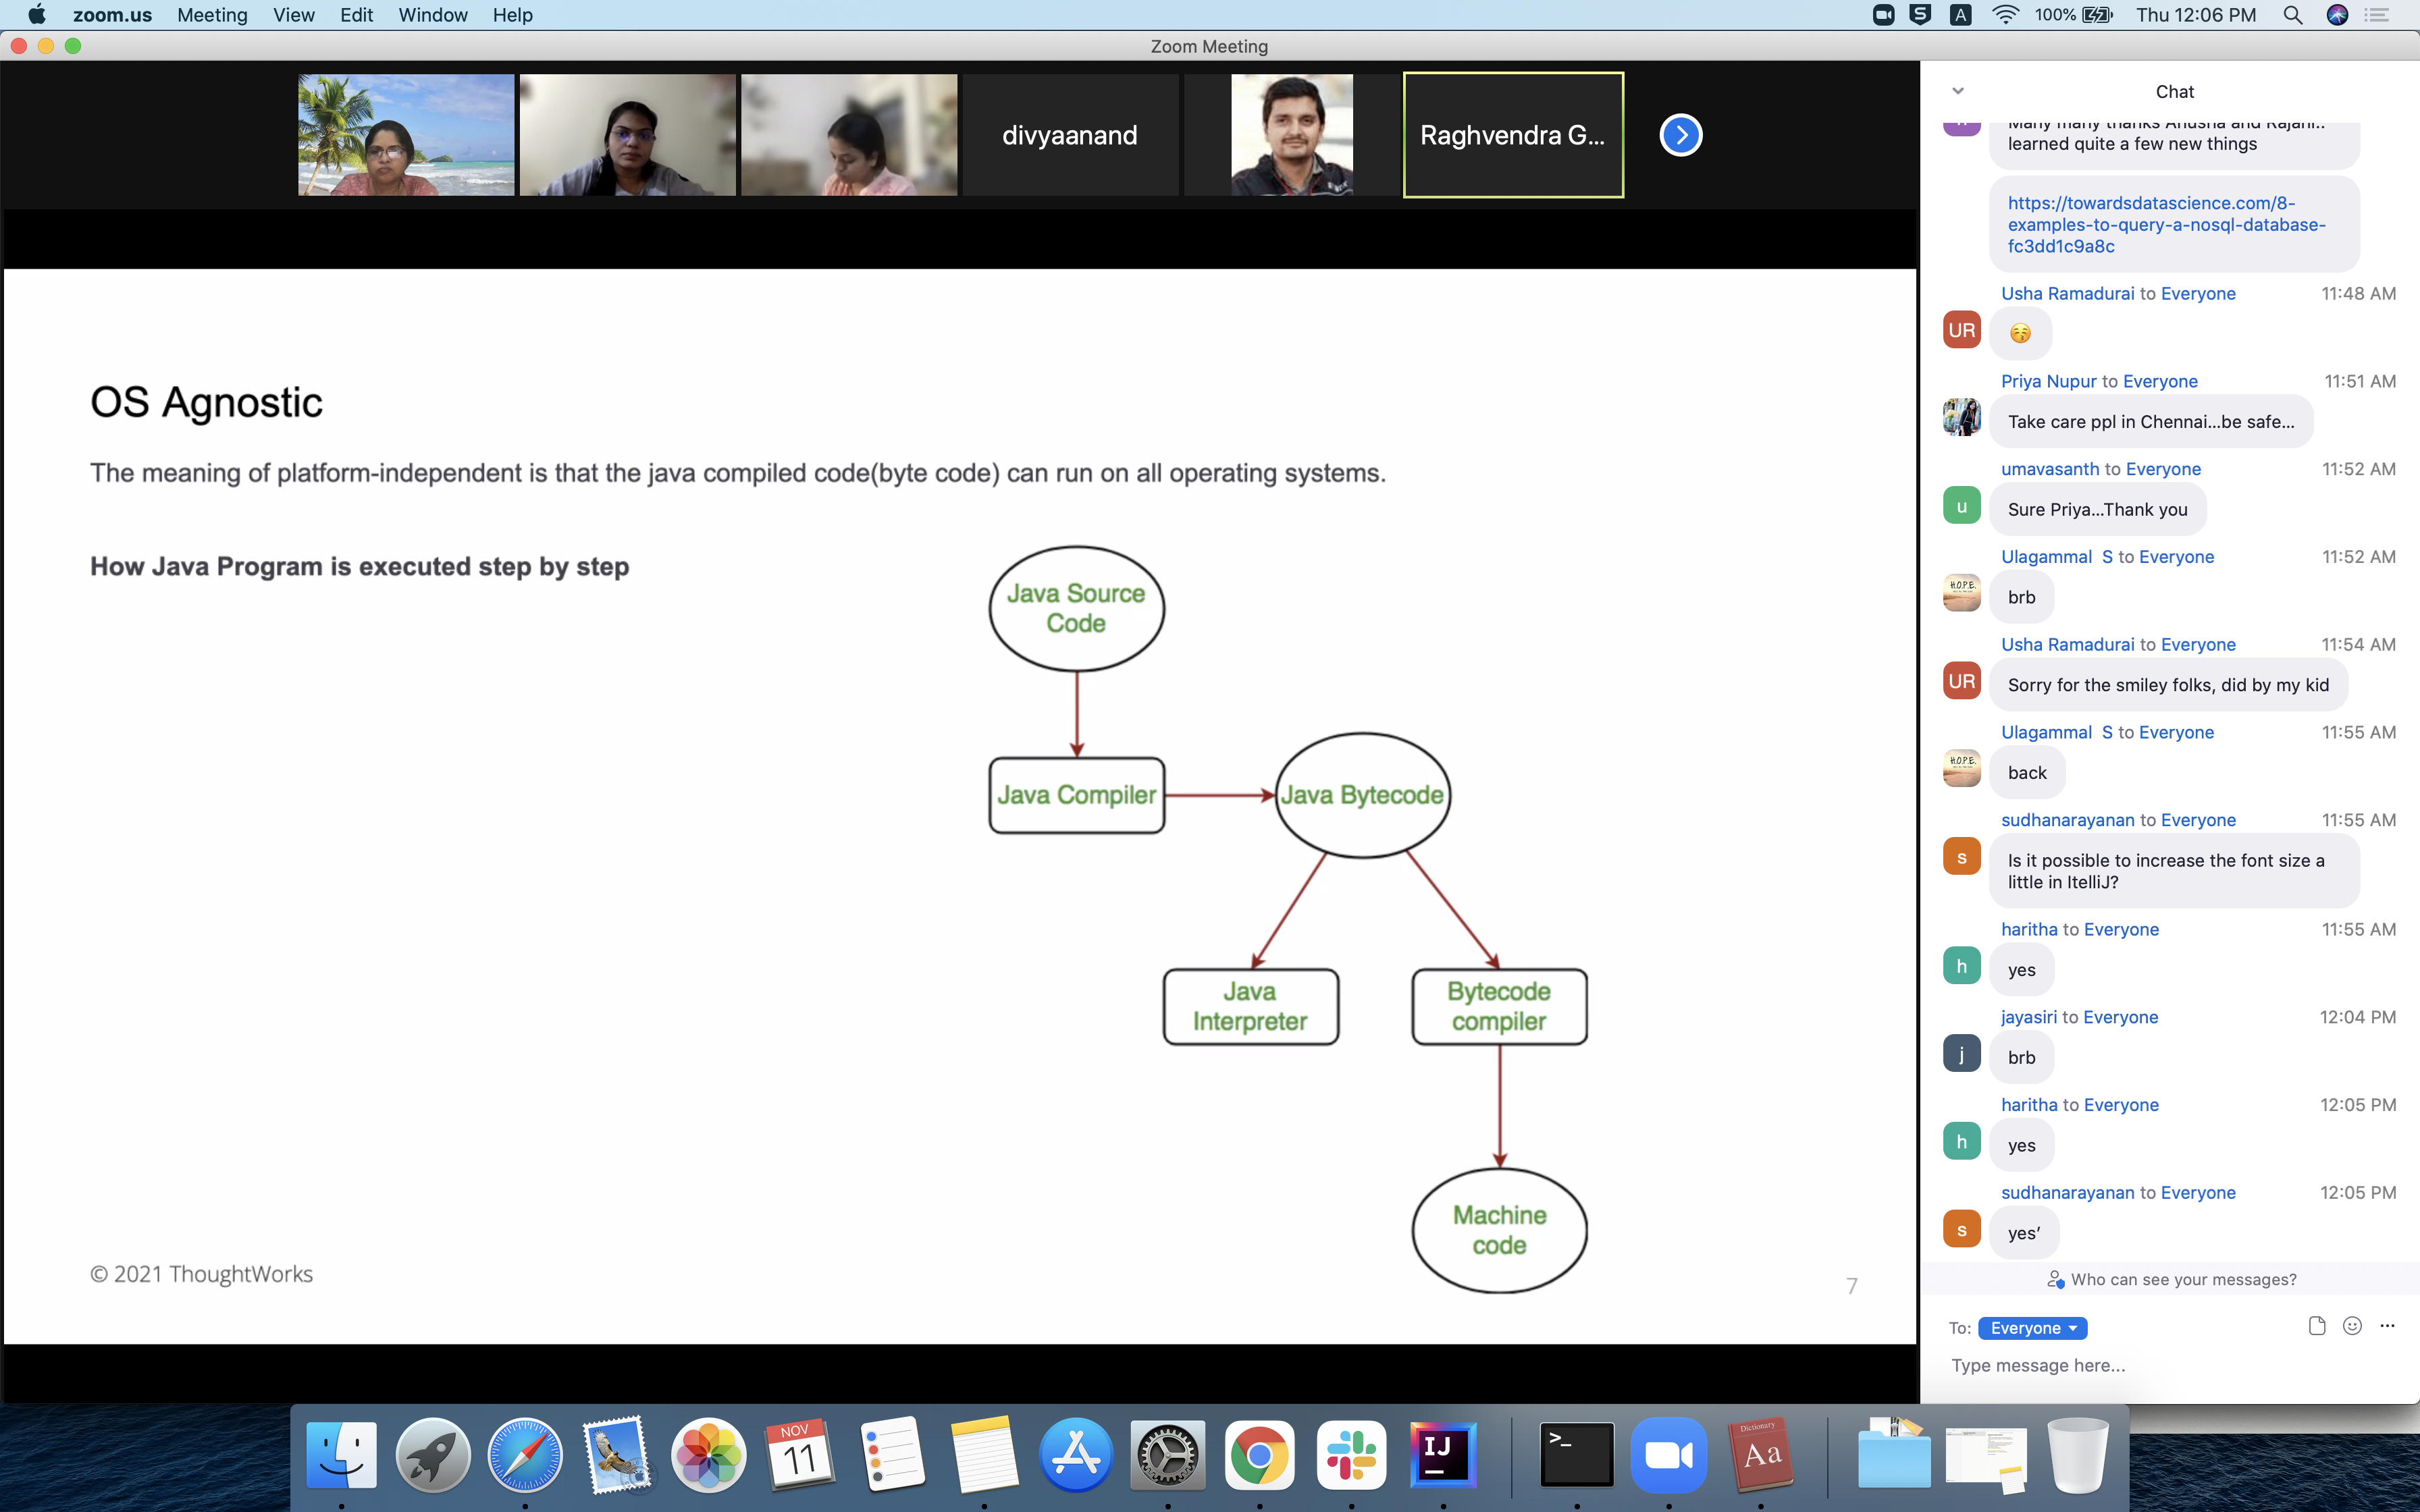 zoom.us Meeting View Edit Window Help
100% Thu 12:06 PM
Zoom Meeting
divyaanand
Raghvendra G...
OS Agnostic
The meaning of platform-independent is that the java compiled code(byte code) can run on all operating systems.
How Java Program is executed step by step
Java Source
Code
Java Compiler
Java Bytecode
Java
Interpreter
Bytecode
compiler
Machine
code
© 2021 ThoughtWorks
7
Chat
Many many thanks Anusha and Rajani..
learned quite a few new things
https://towardsdatascience.com/8-
examples-to-query-a-nosql-database-
fc3dd1c9a8c
Usha Ramadurai to Everyone 11:48 AM
UR
Priya Nupur to Everyone 11:51 AM
Take care ppl in Chennai...be safe...
umavasanth to Everyone 11:52 AM
u
Sure Priya...Thank you
Ulagammal S to Everyone 11:52 AM
H.O.P.E.
brb
Usha Ramadurai to Everyone 11:54 AM
UR
Sorry for the smiley folks, did by my kid
Ulagammal S to Everyone 11:55 AM
H.O.P.E.
back
sudhanarayanan to Everyone 11:55 AM
s
Is it possible to increase the font size a
little in ItelliJ?
haritha to Everyone 11:55 AM
h
yes
jayasiri to Everyone 12:04 PM
j
brb
haritha to Everyone 12:05 PM
h
yes
sudhanarayanan to Everyone 12:05 PM
s
yes’
Who can see your messages?
To: Everyone
Type message here...
NOV
11
IJ
>_
Dictionary
Aa